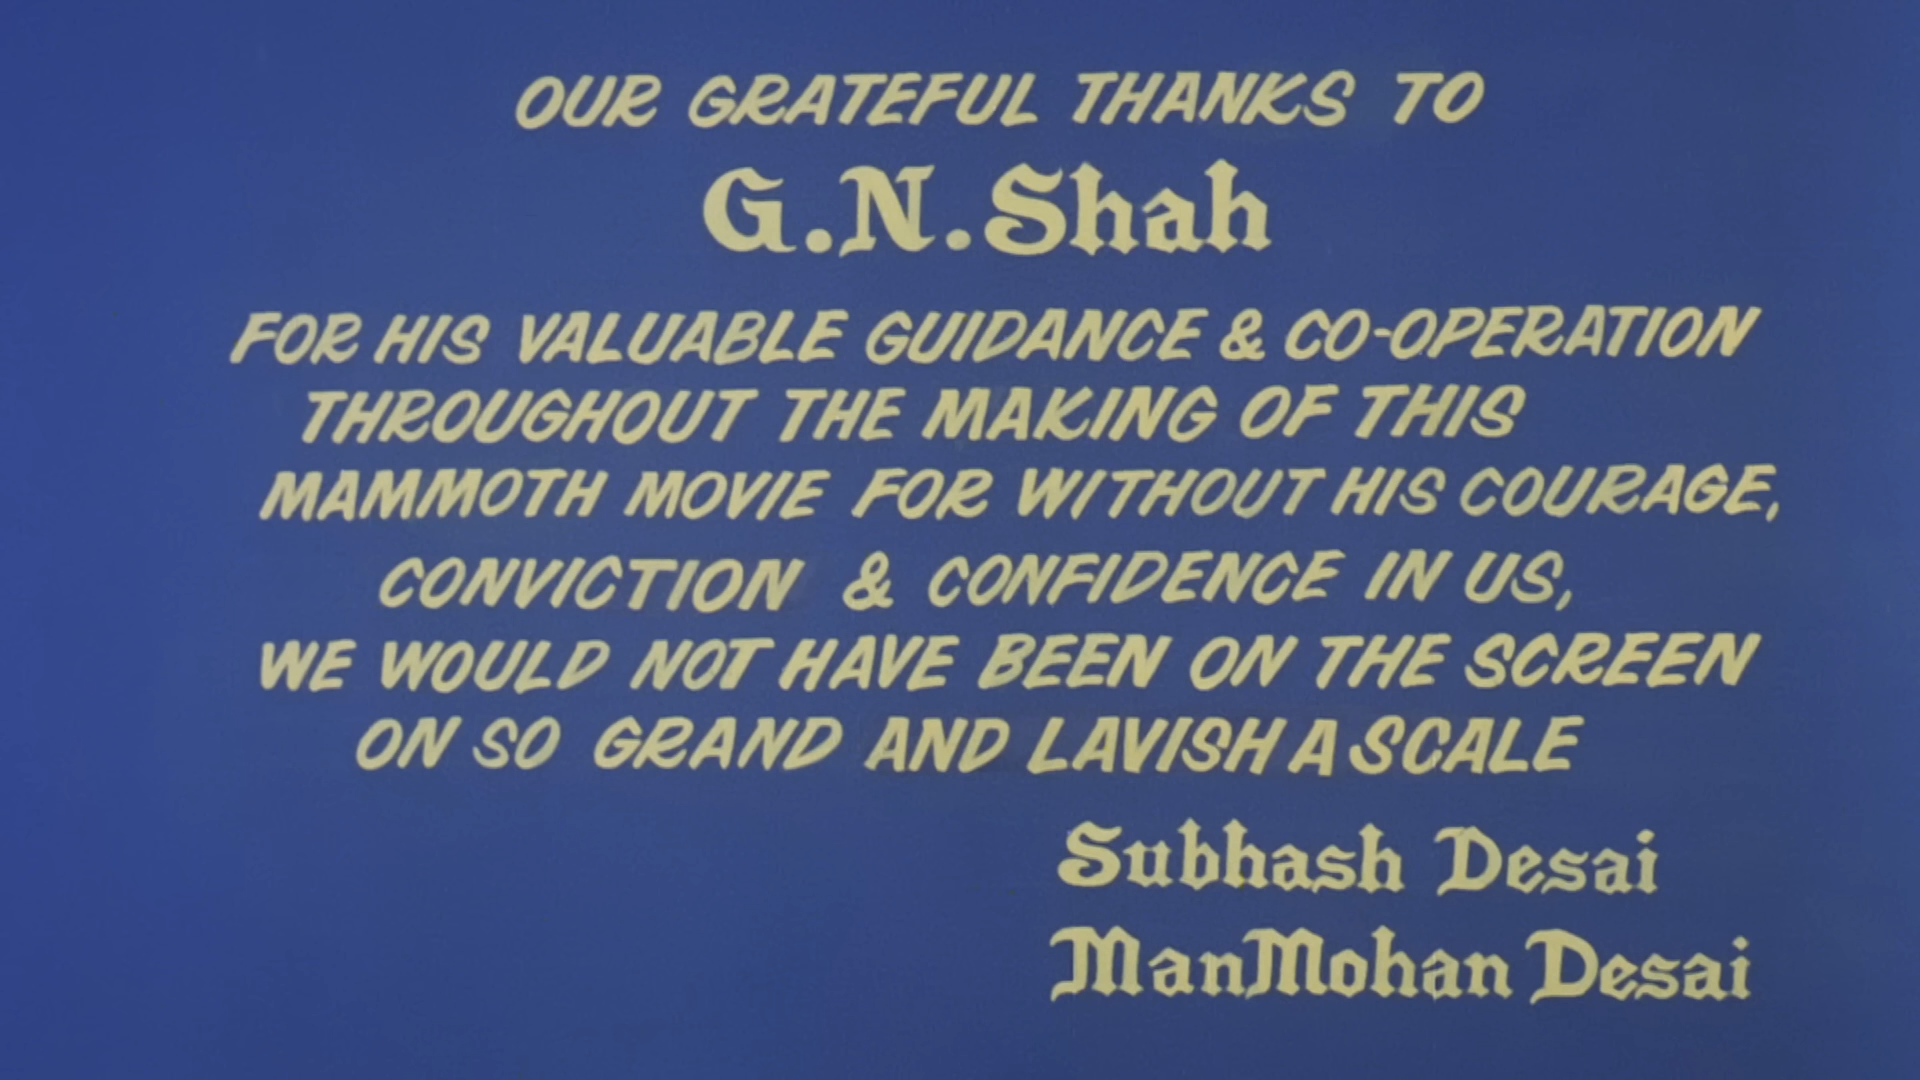 OUR GRATEFUL THANKS TO
G.N.Shah
FOR HIS VALUABLE GUIDANCE & CO-OPERATION
THROUGHOUT THE MAKING OF THIS
MAMMOTH MOVIE FOR WITHOUT HIS COURAGE,
CONVICTION & CONFIDENCE IN US,
WE WOULD NOT HAVE BEEN ON THE SCREEN
ON SO GRAND AND LAVISH A SCALE
Subhash Desai
ManMohan Desai